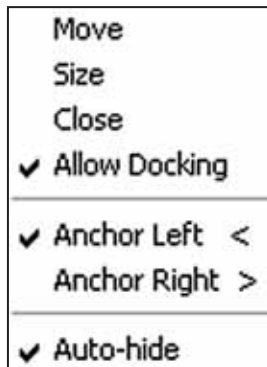 Move
Size
Close
Allow Docking
Anchor Left <
Anchor Right >
Auto-hide